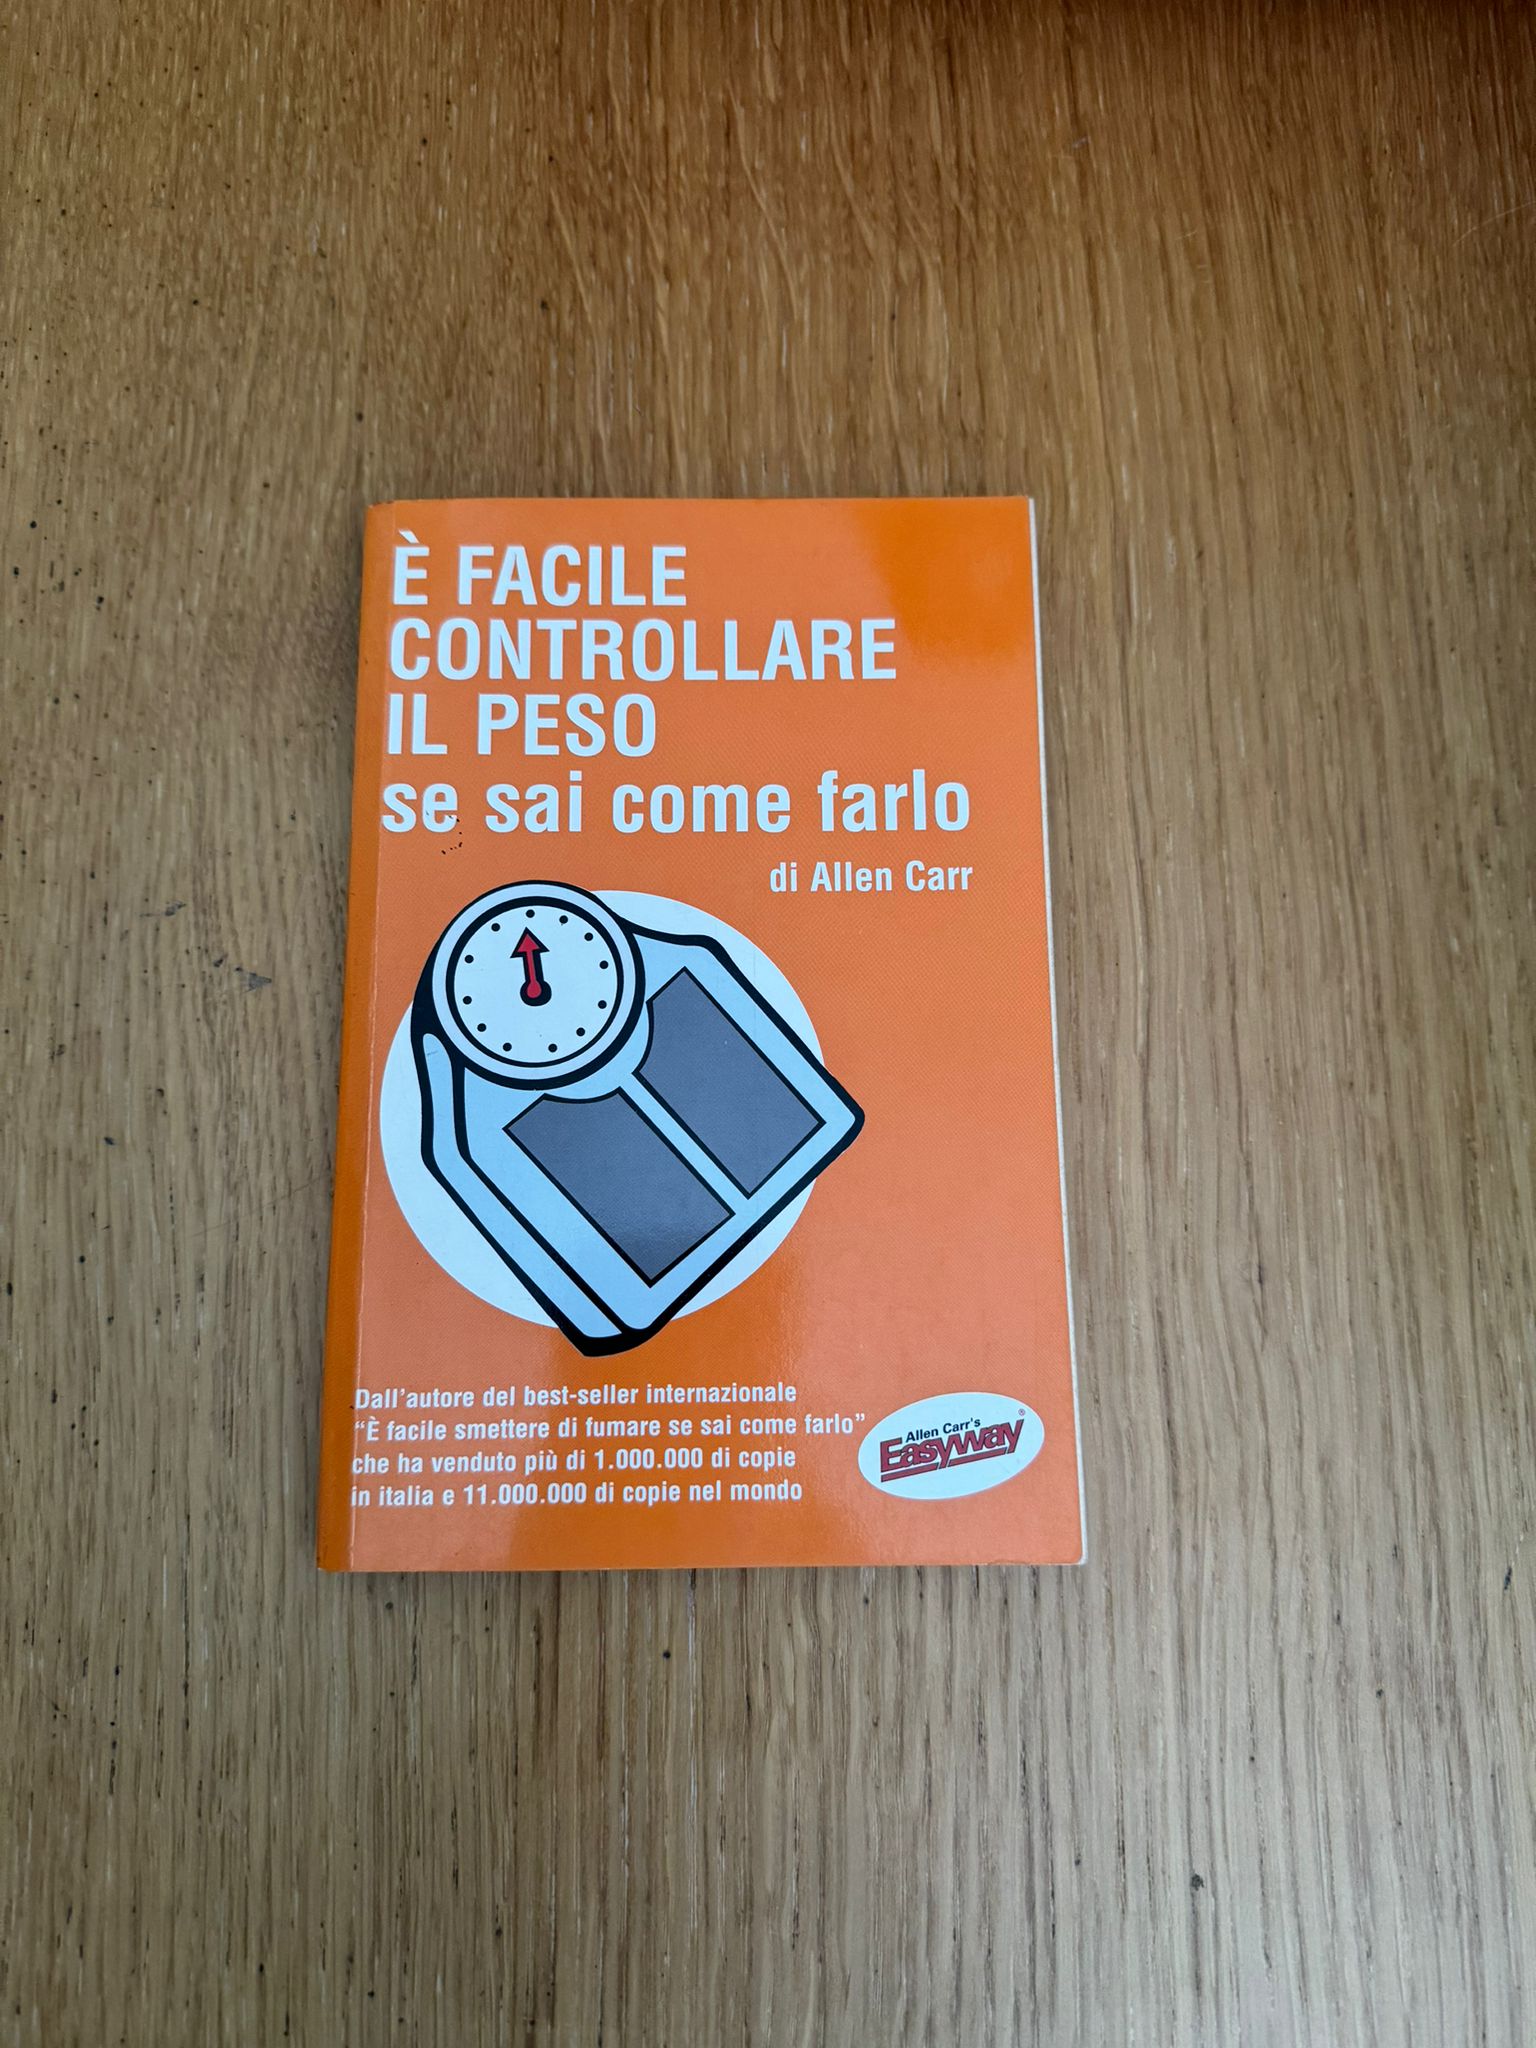 È FACILE
CONTROLLARE
IL PESO
se sai come farlo
di Allen Carr
Dall'autore del best-seller internazionale
“È facile smettere di fumare se sai come farlo”
che ha venduto più di 1.000.000 di copie
in italia e 11.000.000 di copie nel mondo
Allen Carr's
Easyway®